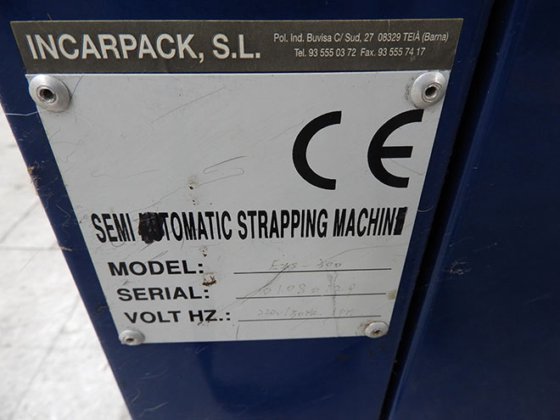 INCARPACK, S.L. Pol. Ind. Buvisa C/ Sud, 27 08329 TEIÀ (Barna)
Tel. 93 555 03 72 Fax. 93 555 74 17
CE
SEMI AUTOMATIC STRAPPING MACHINE
MODEL:
SERIAL:
VOLT HZ.: